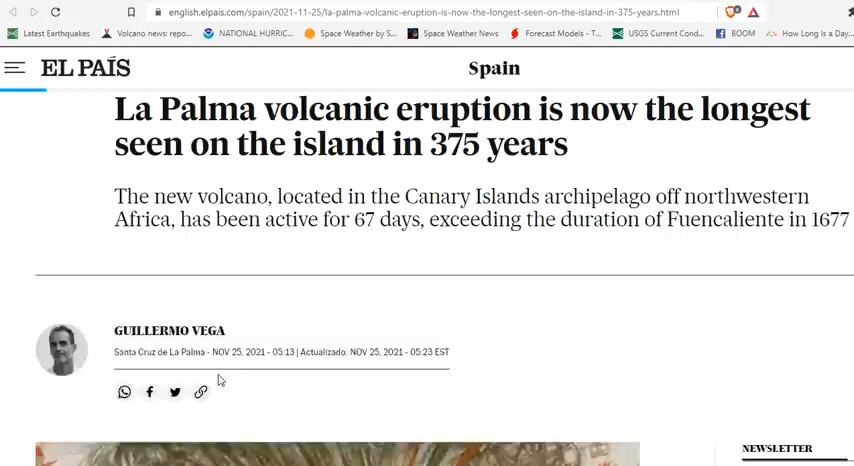 english.elpais.com/spain/2021-11-25/la-palma-volcanic-eruption-is-now-the-longest-seen-on-the-island-in-375-years.html
Latest Earthquakes Volcano news: repo... NATIONAL HURRIC... Space Weather by S... Space Weather News Forecast Models - T... USGS Current Cond... BOOM How Long Is a Day...
EL PAÍS Spain
La Palma volcanic eruption is now the longest
seen on the island in 375 years
The new volcano, located in the Canary Islands archipelago off northwestern
Africa, has been active for 67 days, exceeding the duration of Fuencaliente in 1677
GUILLERMO VEGA
Santa Cruz de La Palma - NOV 25, 2021 - 05:13 | Actualizado: NOV 25, 2021 - 05:23 EST
NEWSLETTER